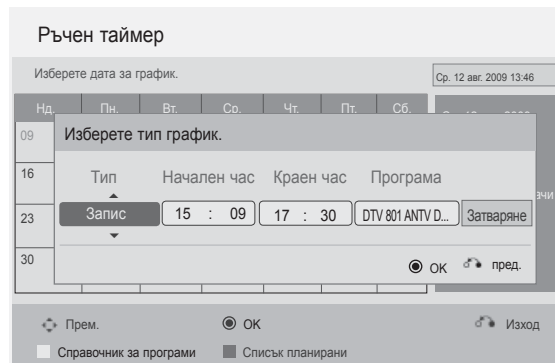 Ръчен таймер
Изберете дата за график.
Ср. 12 авг. 2009 13:46
Нд. Пн. Вт. Ср. Чт. Пт. Сб.
09
Изберете тип график.
16
Тип Начален час Краен час Програма
23
Запис 15 : 09 17 : 30 DTV 801 ANTV D... Затваряне
30
OK пред.
Прем. OK Изход
Справочник за програми Списък планирани